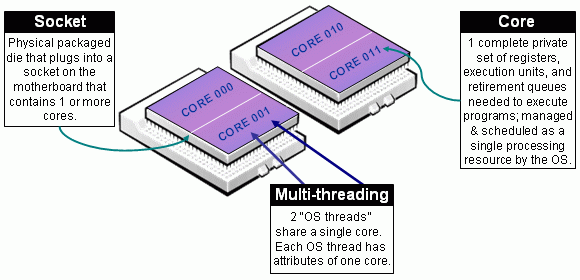 Socket
Physical packaged
die that plugs into a
socket on the
motherboard that
contains 1 or more
cores.
CORE 000
CORE 001
CORE 010
CORE 011
Core
1 complete private
set of registers,
execution units, and
retirement queues
needed to execute
programs; managed
& scheduled as a
single processing
resource by the OS.
Multi-threading
2 "OS threads"
share a single core.
Each OS thread has
attributes of one core.